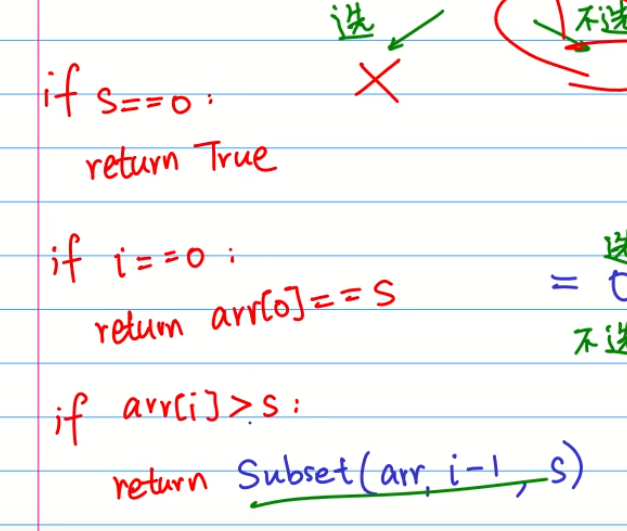 选 不选
if s==0:
return True
if i==0:
return arr[0]==s
选
=
不选
if arr[i]>s:
return Subset(arr, i-1, s)